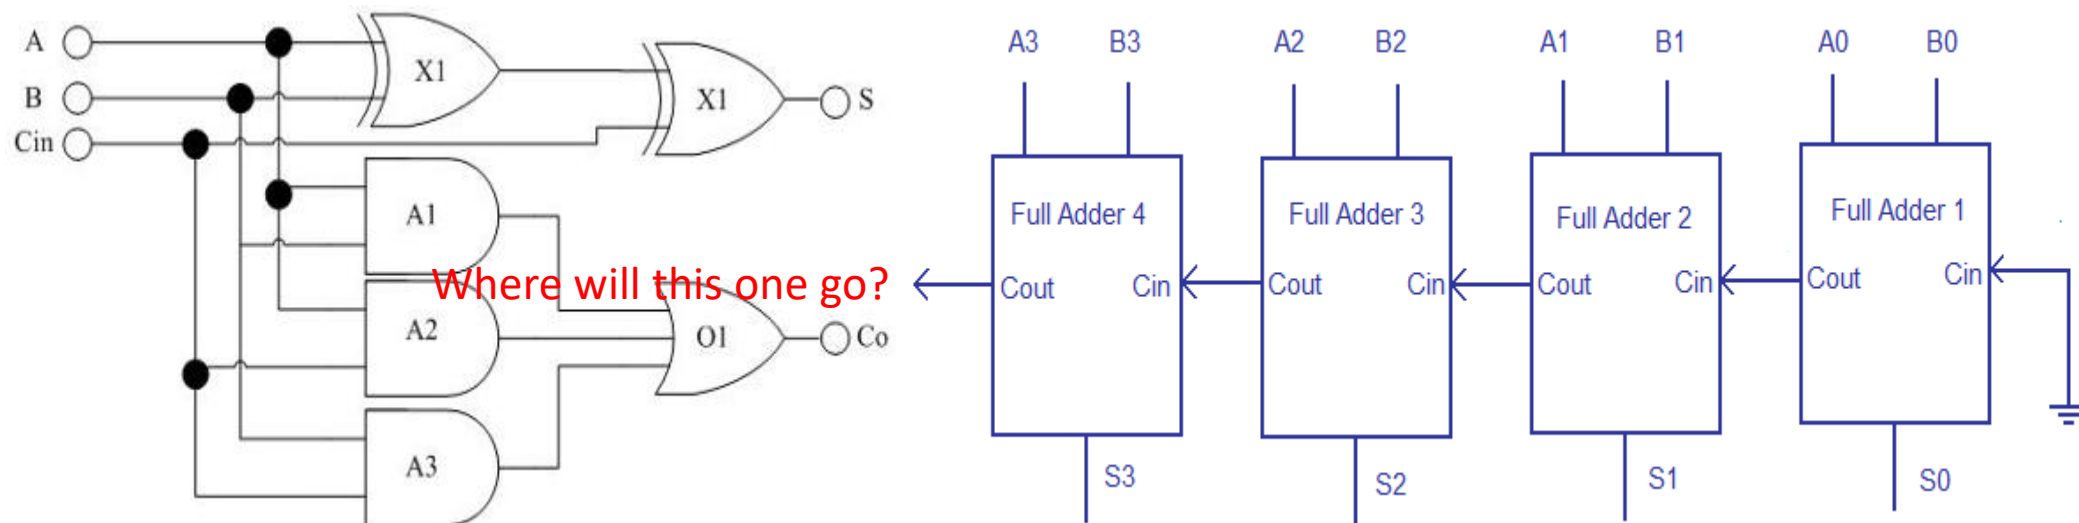 A
B
Cin
X1
X1
S
A1
A2
A3
O1
Co
Where will this one go?
A3 B3 A2 B2 A1 B1 A0 B0
Full Adder 4 Full Adder 3 Full Adder 2 Full Adder 1
Cout Cin Cout Cin Cout Cin Cout Cin
S3 S2 S1 S0